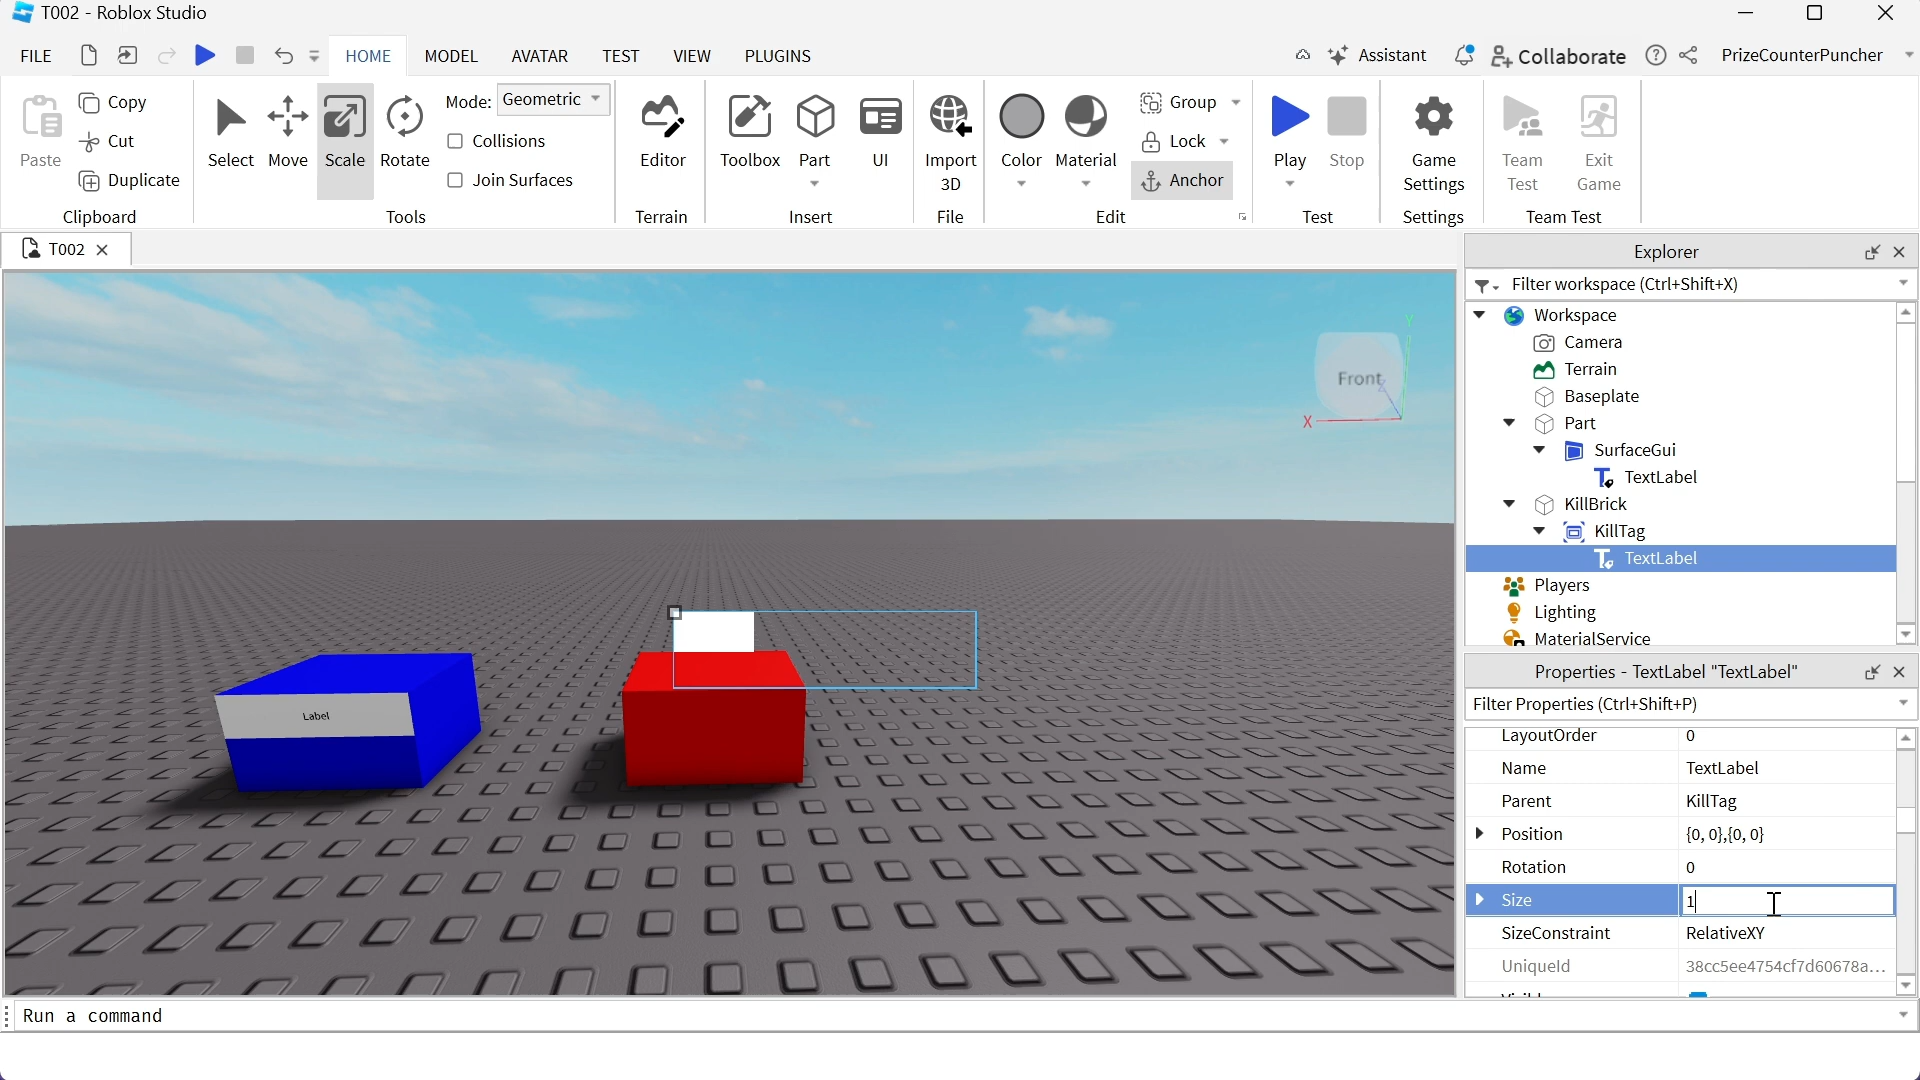 T002 - Roblox Studio
FILE HOME MODEL AVATAR TEST VIEW PLUGINS Assistant Collaborate PrizeCounterPuncher
Paste Copy Cut Duplicate
Clipboard
Select Move Scale Rotate
Mode: Geometric
Collisions
Join Surfaces
Tools
Editor
Terrain
Toolbox Part UI
Insert
Import
3D
File
Color Material Group
Lock
Anchor
Edit
Play Stop
Test
Game
Settings
Settings
Team
Test
Exit
Game
Team Test
T002
Front
X
Y
Z
Label
Explorer
Filter workspace (Ctrl+Shift+X)
Workspace
Camera
Terrain
Baseplate
Part
SurfaceGui
TextLabel
KillBrick
KillTag
TextLabel
Players
Lighting
MaterialService
Properties - TextLabel "TextLabel"
Filter Properties (Ctrl+Shift+P)
LayoutOrder 0
Name TextLabel
Parent KillTag
Position {0, 0},{0, 0}
Rotation 0
Size 1
SizeConstraint RelativeXY
UniqueId 38cc5ee4754cf7d60678a...
Run a command